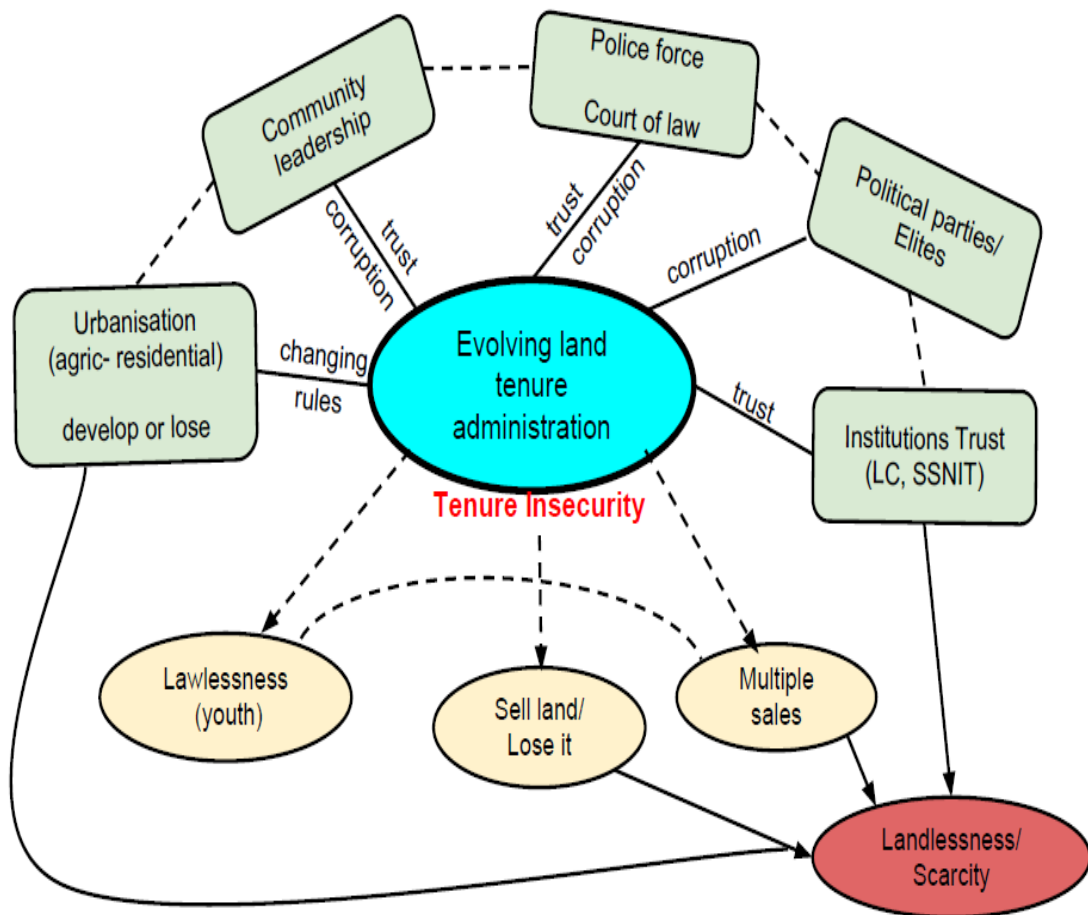 Community
leadership
Police force
Court of law
Political parties/
Elites
trust
corruption
trust
corruption
corruption
Urbanisation
(agric- residential)
develop or lose
changing
rules
Evolving land
tenure
administration
trust
Institutions Trust
(LC, SSNIT)
Tenure Insecurity
Lawlessness
(youth)
Sell land/
Lose it
Multiple
sales
Landlessness/
Scarcity